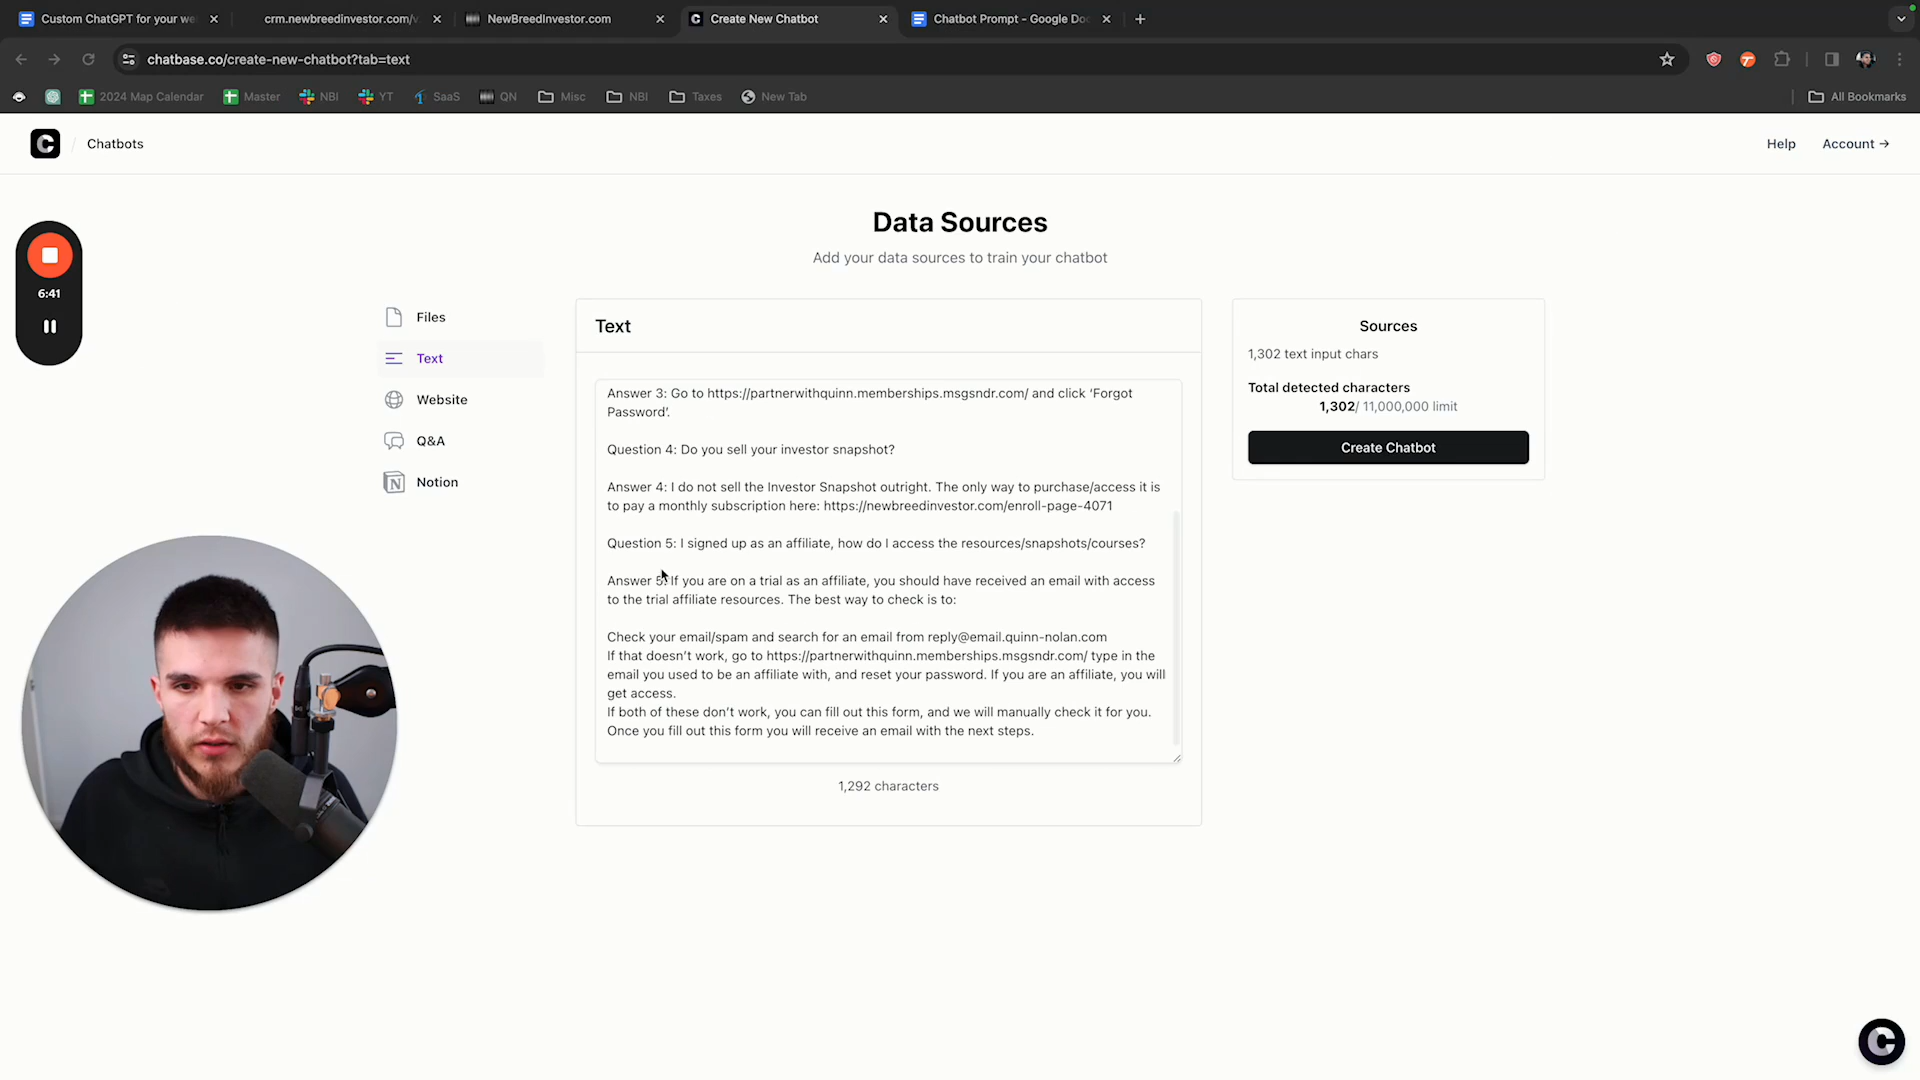 Custom ChatGPT for your we
crm.newbreedinvestor.com/v
NewBreedInvestor.com
Create New Chatbot
Chatbot Prompt - Google Do
chatbase.co/create-new-chatbot?tab=text
2024 Map Calendar
Master
NBI
YT
SaaS
QN
Misc
NBI
Taxes
New Tab
All Bookmarks
C
/
Chatbots
Help
Account →
Data Sources
Add your data sources to train your chatbot
6:41
Files
Text
Website
Q&A
Notion
Text
Answer 3: Go to https://partnerwithquinn.memberships.msgsndr.com/ and click ‘Forgot
Password’.
Question 4: Do you sell your investor snapshot?
Answer 4: I do not sell the Investor Snapshot outright. The only way to purchase/access it is
to pay a monthly subscription here: https://newbreedinvestor.com/enroll-page-4071
Question 5: I signed up as an affiliate, how do I access the resources/snapshots/courses?
Answer 5: If you are on a trial as an affiliate, you should have received an email with access
to the trial affiliate resources. The best way to check is to:
Check your email/spam and search for an email from reply@email.quinn-nolan.com
If that doesn’t work, go to https://partnerwithquinn.memberships.msgsndr.com/ type in the
email you used to be an affiliate with, and reset your password. If you are an affiliate, you will
get access.
If both of these don’t work, you can fill out this form, and we will manually check it for you.
Once you fill out this form you will receive an email with the next steps.
1,292 characters
Sources
1,302 text input chars
Total detected characters
1,302/ 11,000,000 limit
Create Chatbot
C